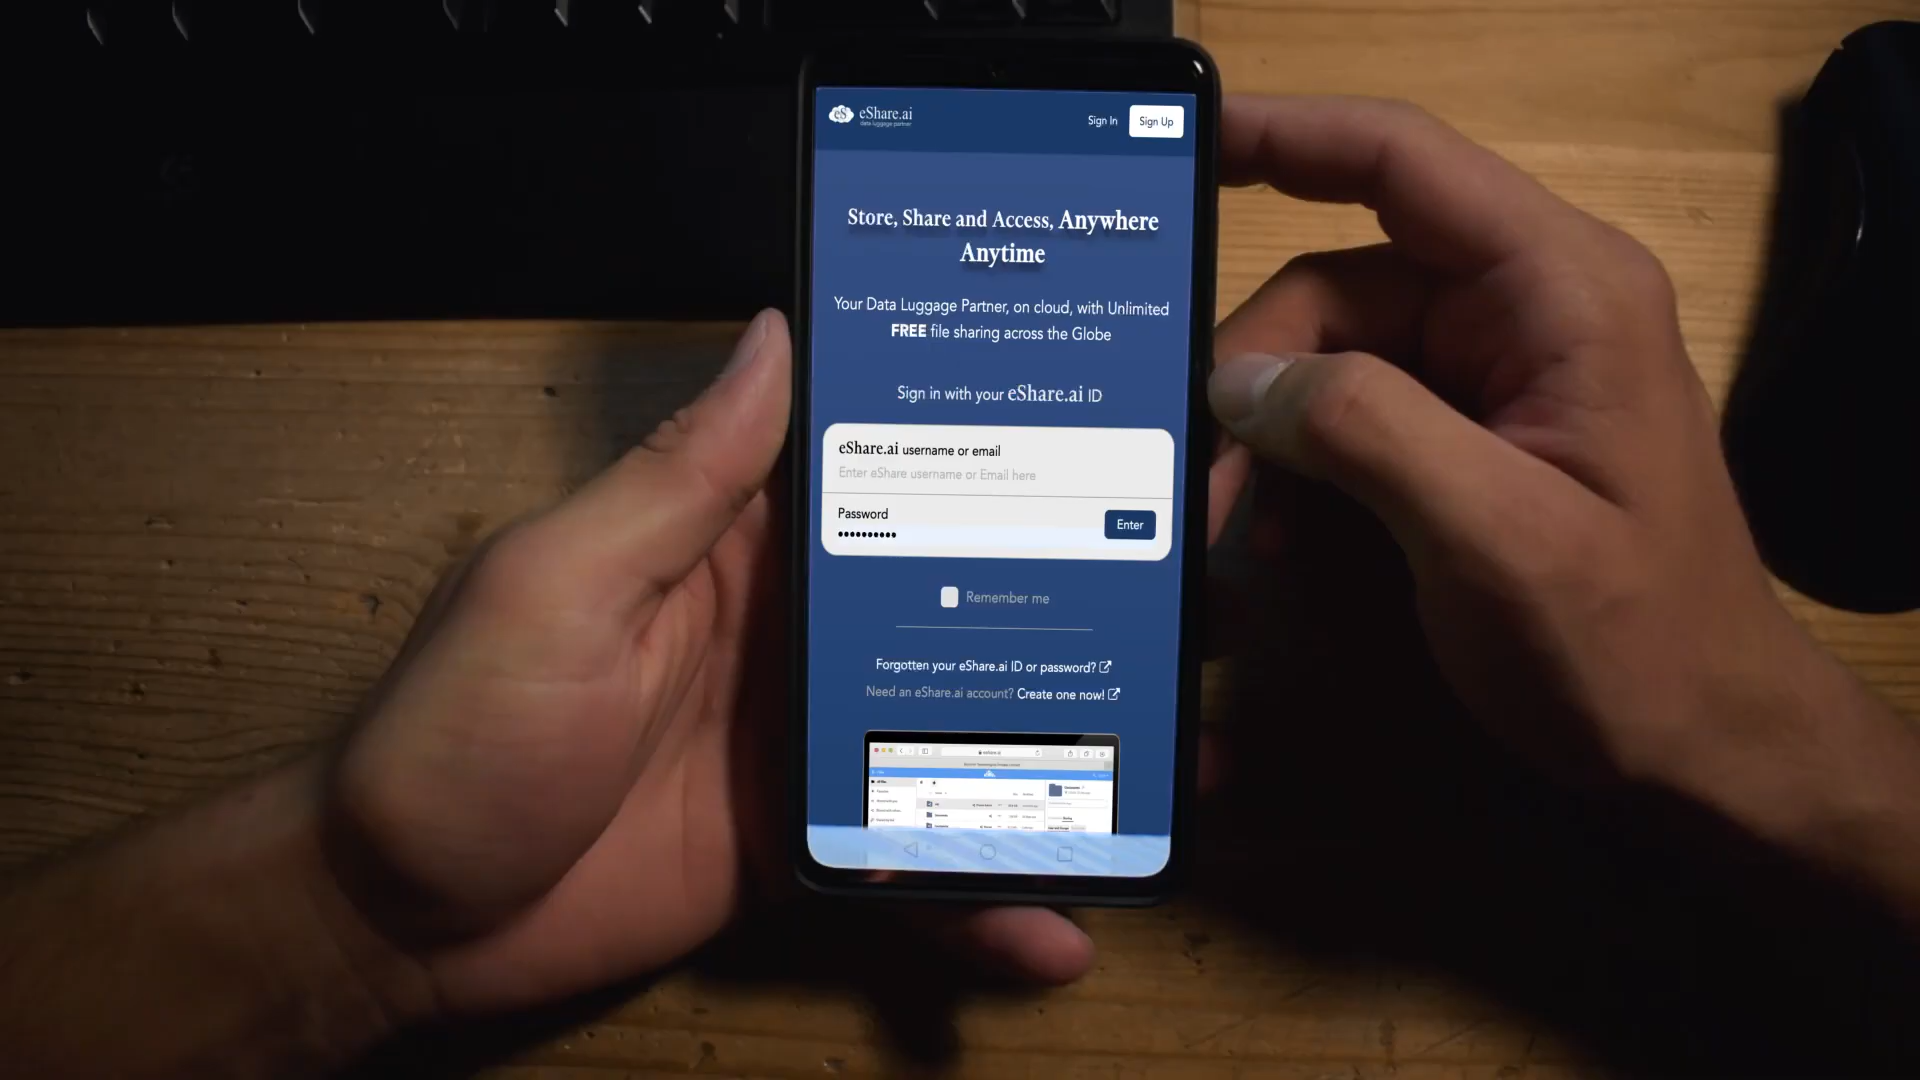 eShare.ai
data luggage partner
Sign In
Sign Up
Store, Share and Access, Anywhere
Anytime
Your Data Luggage Partner, on cloud, with Unlimited
FREE file sharing across the Globe
Sign in with your eShare.ai ID
eShare.ai username or email
Enter eShare username or Email here
Password
••••••••••
Enter
Remember me
Forgotten your eShare.ai ID or password?
Need an eShare.ai account? Create one now!